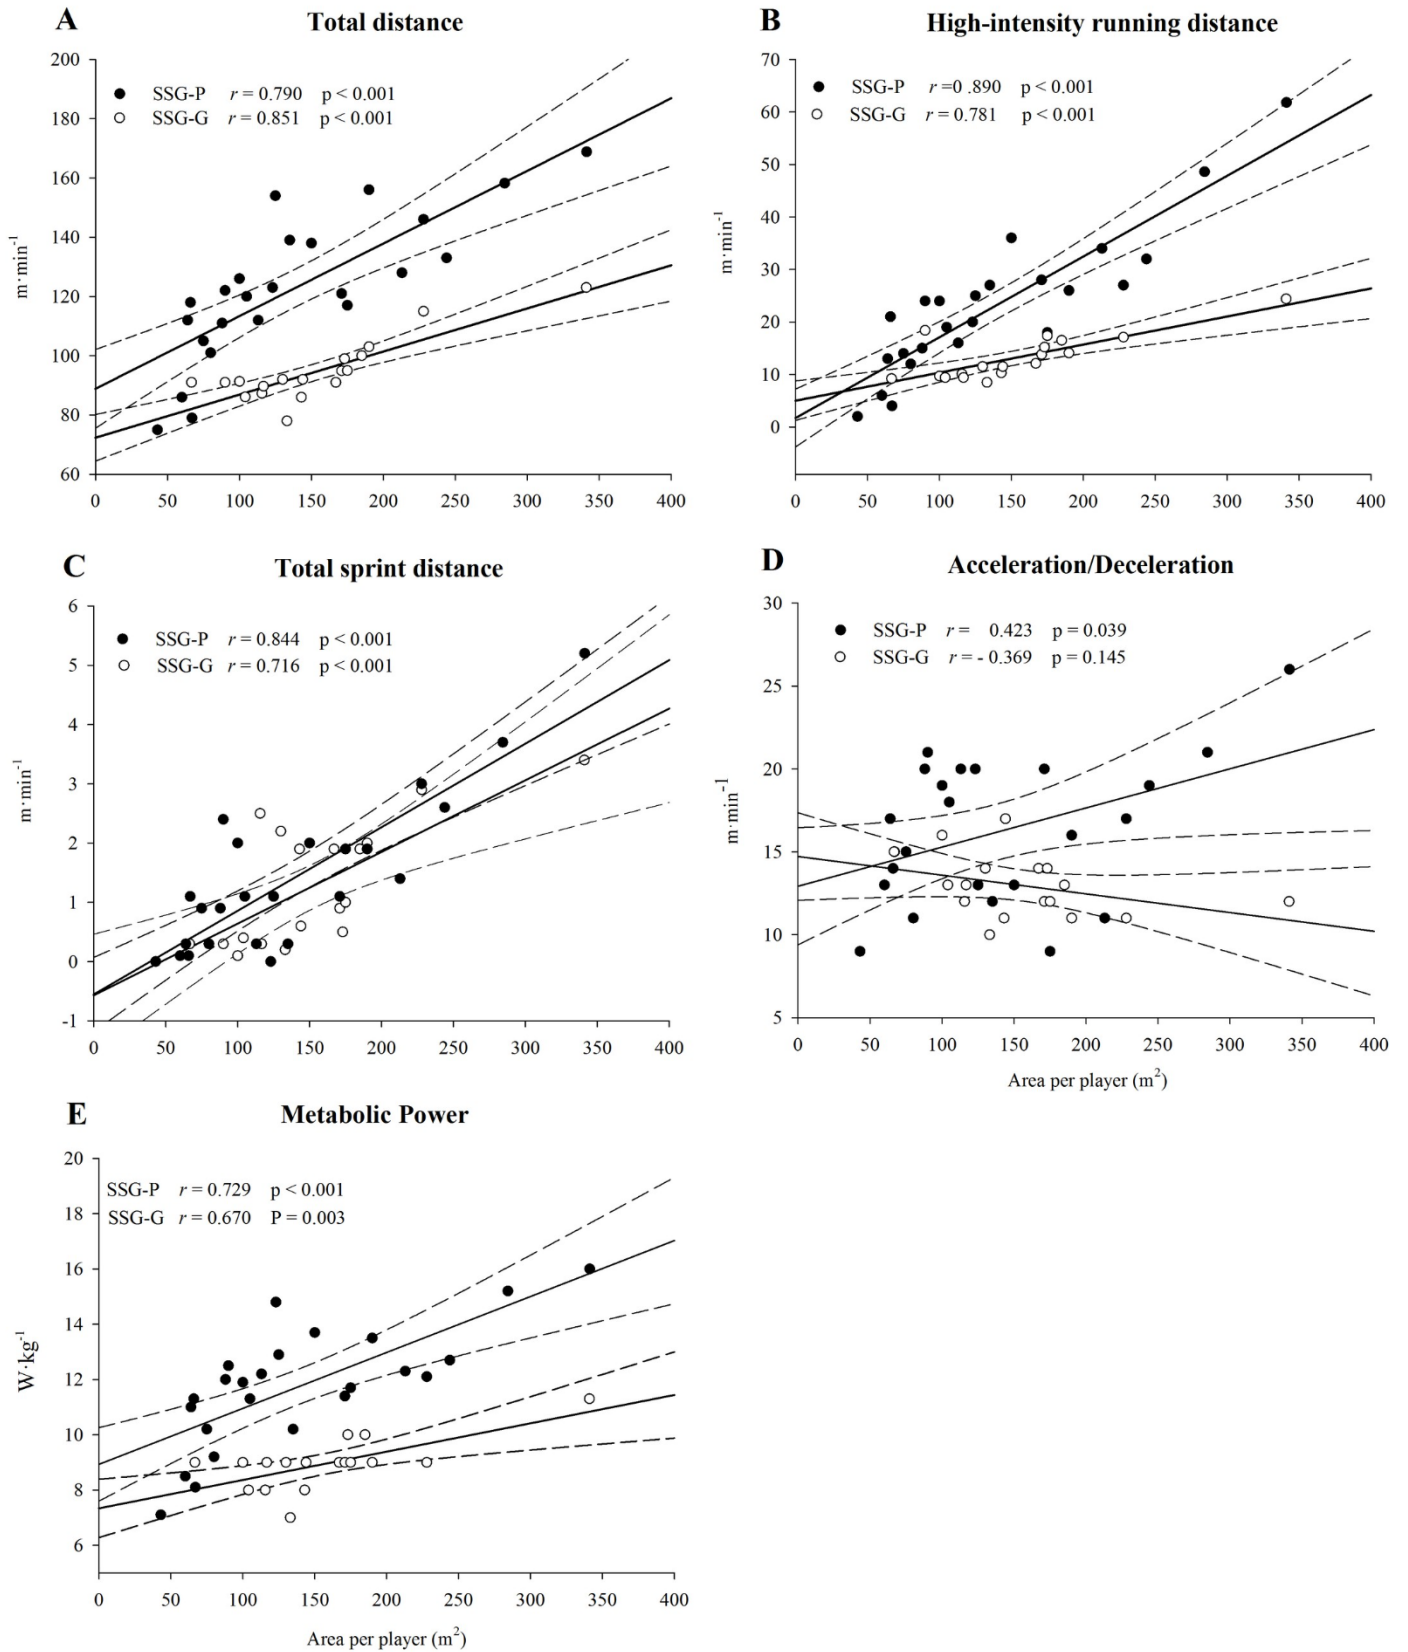 A
Total distance
200
180
160
140
120
100
80
60
m·min-1
SSG-P r = 0.790 p < 0.001
SSG-G r = 0.851 p < 0.001
0 50 100 150 200 250 300 350 400
B
High-intensity running distance
70
60
50
40
30
20
10
0
m·min-1
SSG-P r =0 .890 p < 0.001
SSG-G r = 0.781 p < 0.001
0 50 100 150 200 250 300 350 400
C
Total sprint distance
6
5
4
3
2
1
0
-1
m·min-1
SSG-P r = 0.844 p < 0.001
SSG-G r = 0.716 p < 0.001
0 50 100 150 200 250 300 350 400
D
Acceleration/Deceleration
30
25
20
15
10
5
m·min-1
SSG-P r = 0.423 p = 0.039
SSG-G r = - 0.369 p = 0.145
0 50 100 150 200 250 300 350 400
Area per player (m2)
E
Metabolic Power
20
18
16
14
12
10
8
6
W·kg-1
SSG-P r = 0.729 p < 0.001
SSG-G r = 0.670 P = 0.003
0 50 100 150 200 250 300 350 400
Area per player (m2)